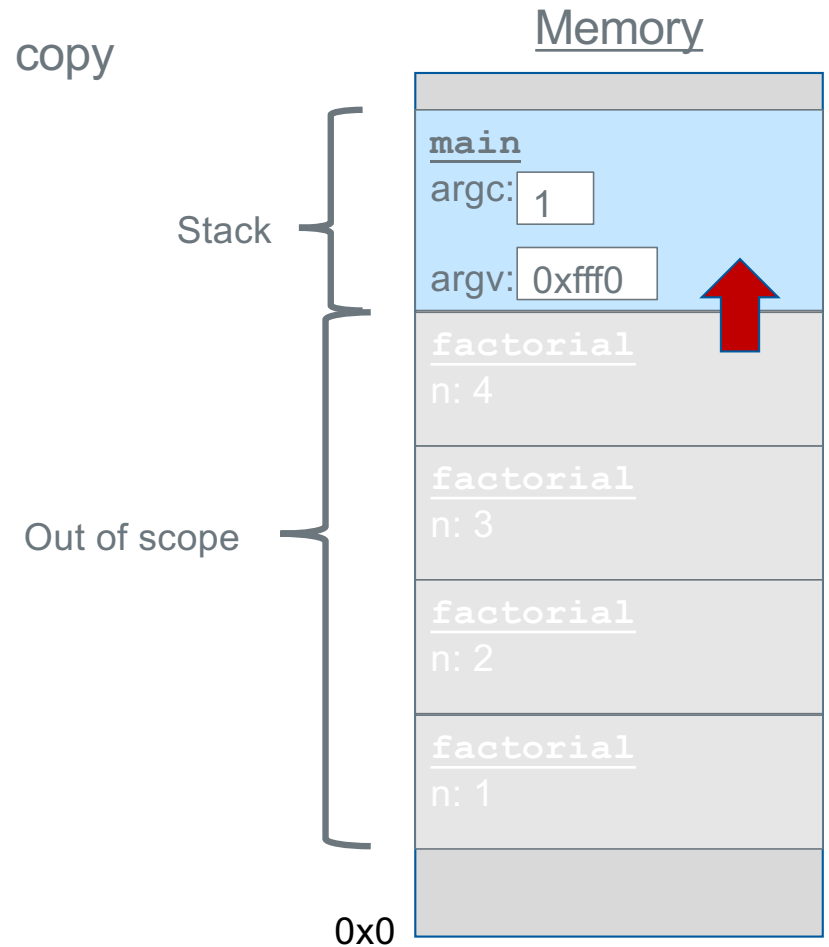 copy
Memory
main
argc: 1
Stack
argv: 0xfff0
factorial
n: 4
factorial
n: 3
Out of scope
factorial
n: 2
factorial
n: 1
0x0